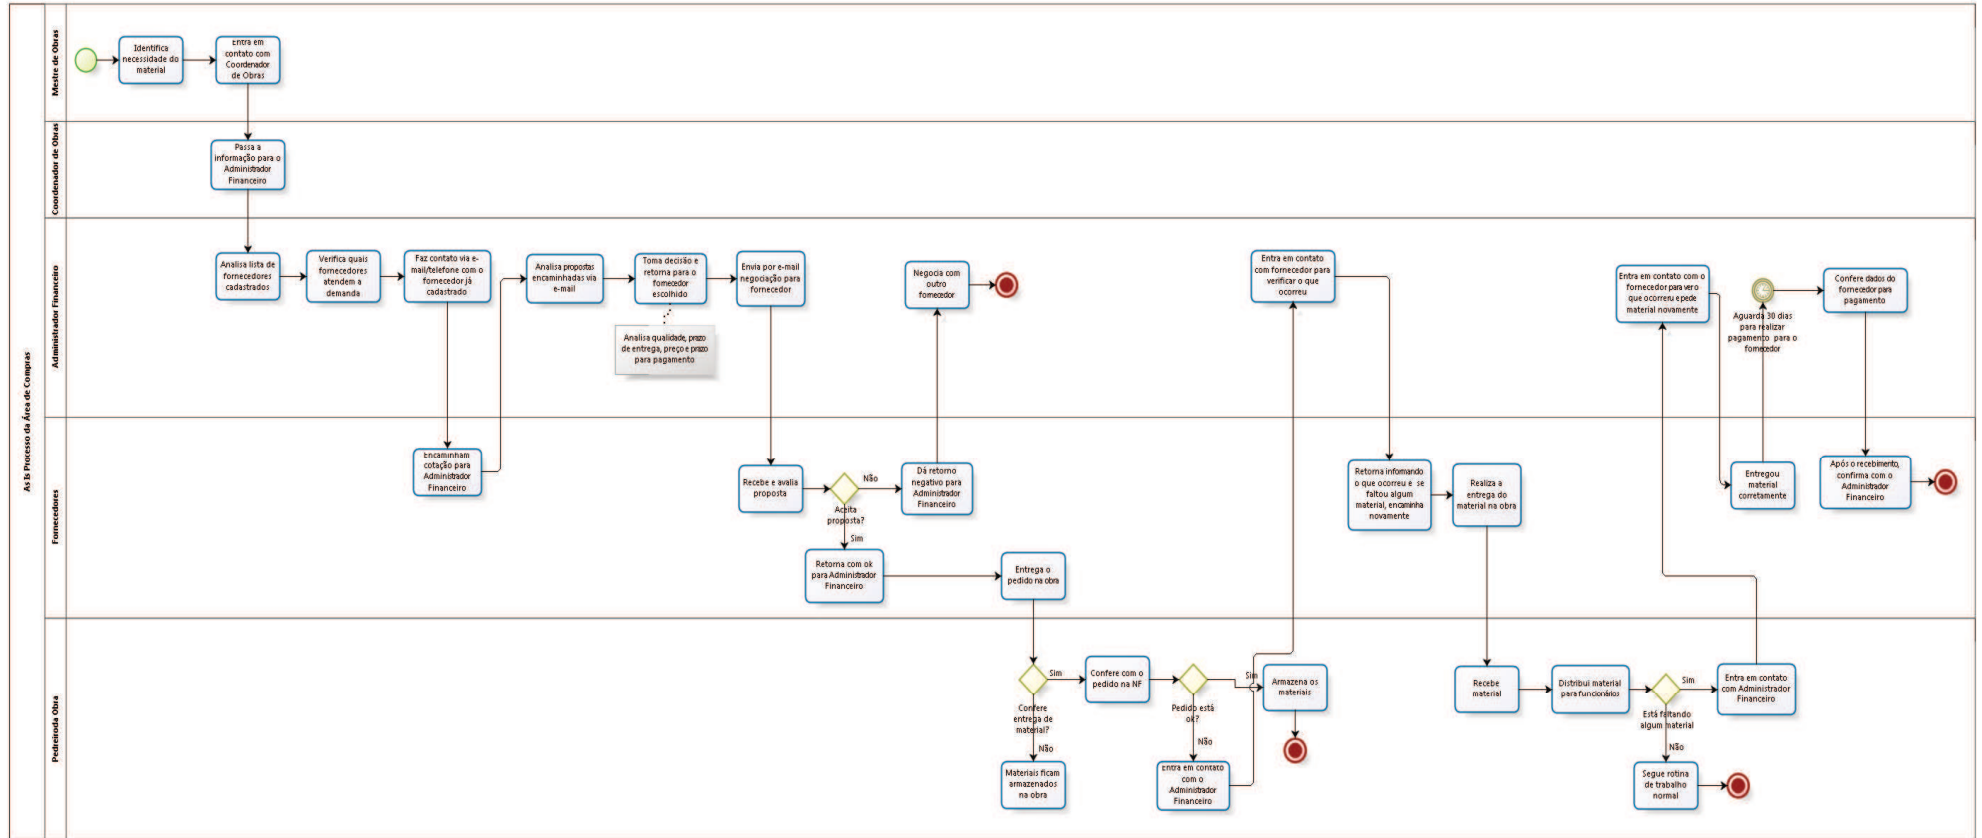 As Is Processo da Área de Compras
Mestre de Obras
Identifica
necessidade do
material
Entra em
contato com
Coordenador
de Obras
Coordenador de Obras
Passa a
informação para o
Administrador
Financeiro
Administrador Financeiro
Analisa lista de
fornecedores
cadastrados
Verifica quais
fornecedores
atendem a
demanda
Faz contato via e-
mail/telefone com o
fornecedor já
cadastrado
Analisa propostas
encaminhadas via
e-mail
Toma decisão e
retorna para o
fornecedor
escolhido
Analisa qualidade, prazo
de entrega, preço e prazo
para pagamento
Envia por e-mail
negociação para
fornecedor
Negocia com
outro
fornecedor
Entra em contato
com fornecedor para
verificar o que
ocorreu
Entra em contato com o
fornecedor para ver o
que ocorreu e pede
material novamente
Aguarda 30 dias
para realizar
pagamento para o
fornecedor
Confere dados do
fornecedor para
pagamento
Fornecedores
Encaminham
cotação para
Administrador
Financeiro
Recebe e avalia
proposta
Aceita
proposta?
Não
Sim
Dá retorno
negativo para
Administrador
Financeiro
Retorna com ok
para Administrador
Financeiro
Entrega o
pedido na obra
Retorna informando
o que ocorreu e se
faltou algum
material, encaminha
novamente
Realiza a
entrega do
material na obra
Entregou
material
corretamente
Após o recebimento,
confirma com o
Administrador
Financeiro
Pedreiro da Obra
Confere
entrega de
material?
Sim
Não
Materiais ficam
armazenados
na obra
Confere com o
pedido na NF
Pedido está
ok?
Sim
Não
Entra em contato
com o
Administrador
Financeiro
Armazena os
materiais
Recebe
material
Distribui material
para funcionários
Está faltando
algum material
Sim
Não
Entra em contato
com Administrador
Financeiro
Segue rotina
de trabalho
normal